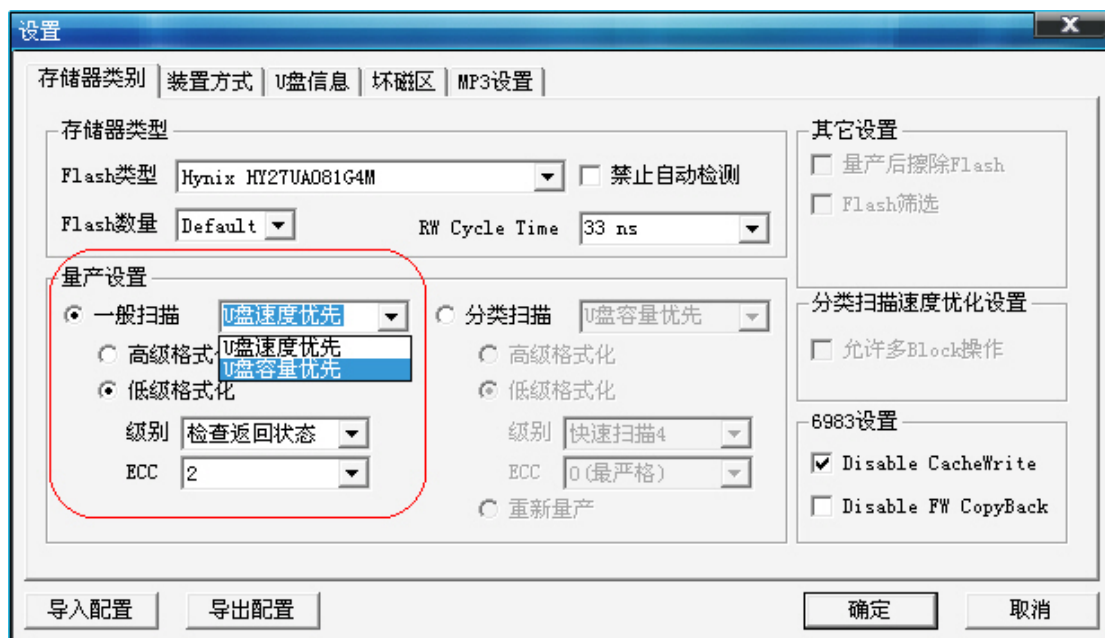 设置
存储器类别 装置方式 U盘信息 坏磁区 MP3设置
存储器类型
Flash类型 Hynix HY27UA081G4M 禁止自动检测
Flash数量 Default RW Cycle Time 33 ns
其它设置
量产后擦除Flash
Flash筛选
量产设置
一般扫描 U盘速度优先
U盘速度优先
U盘容量优先
高级格式
低级格式化
级别 检查返回状态
ECC 2
分类扫描 U盘容量优先
高级格式化
低级格式化
级别 快速扫描4
ECC 0(最严格)
重新量产
分类扫描速度优化设置
允许多Block操作
6983设置
Disable CacheWrite
Disable FW CopyBack
导入配置 导出配置 确定 取消